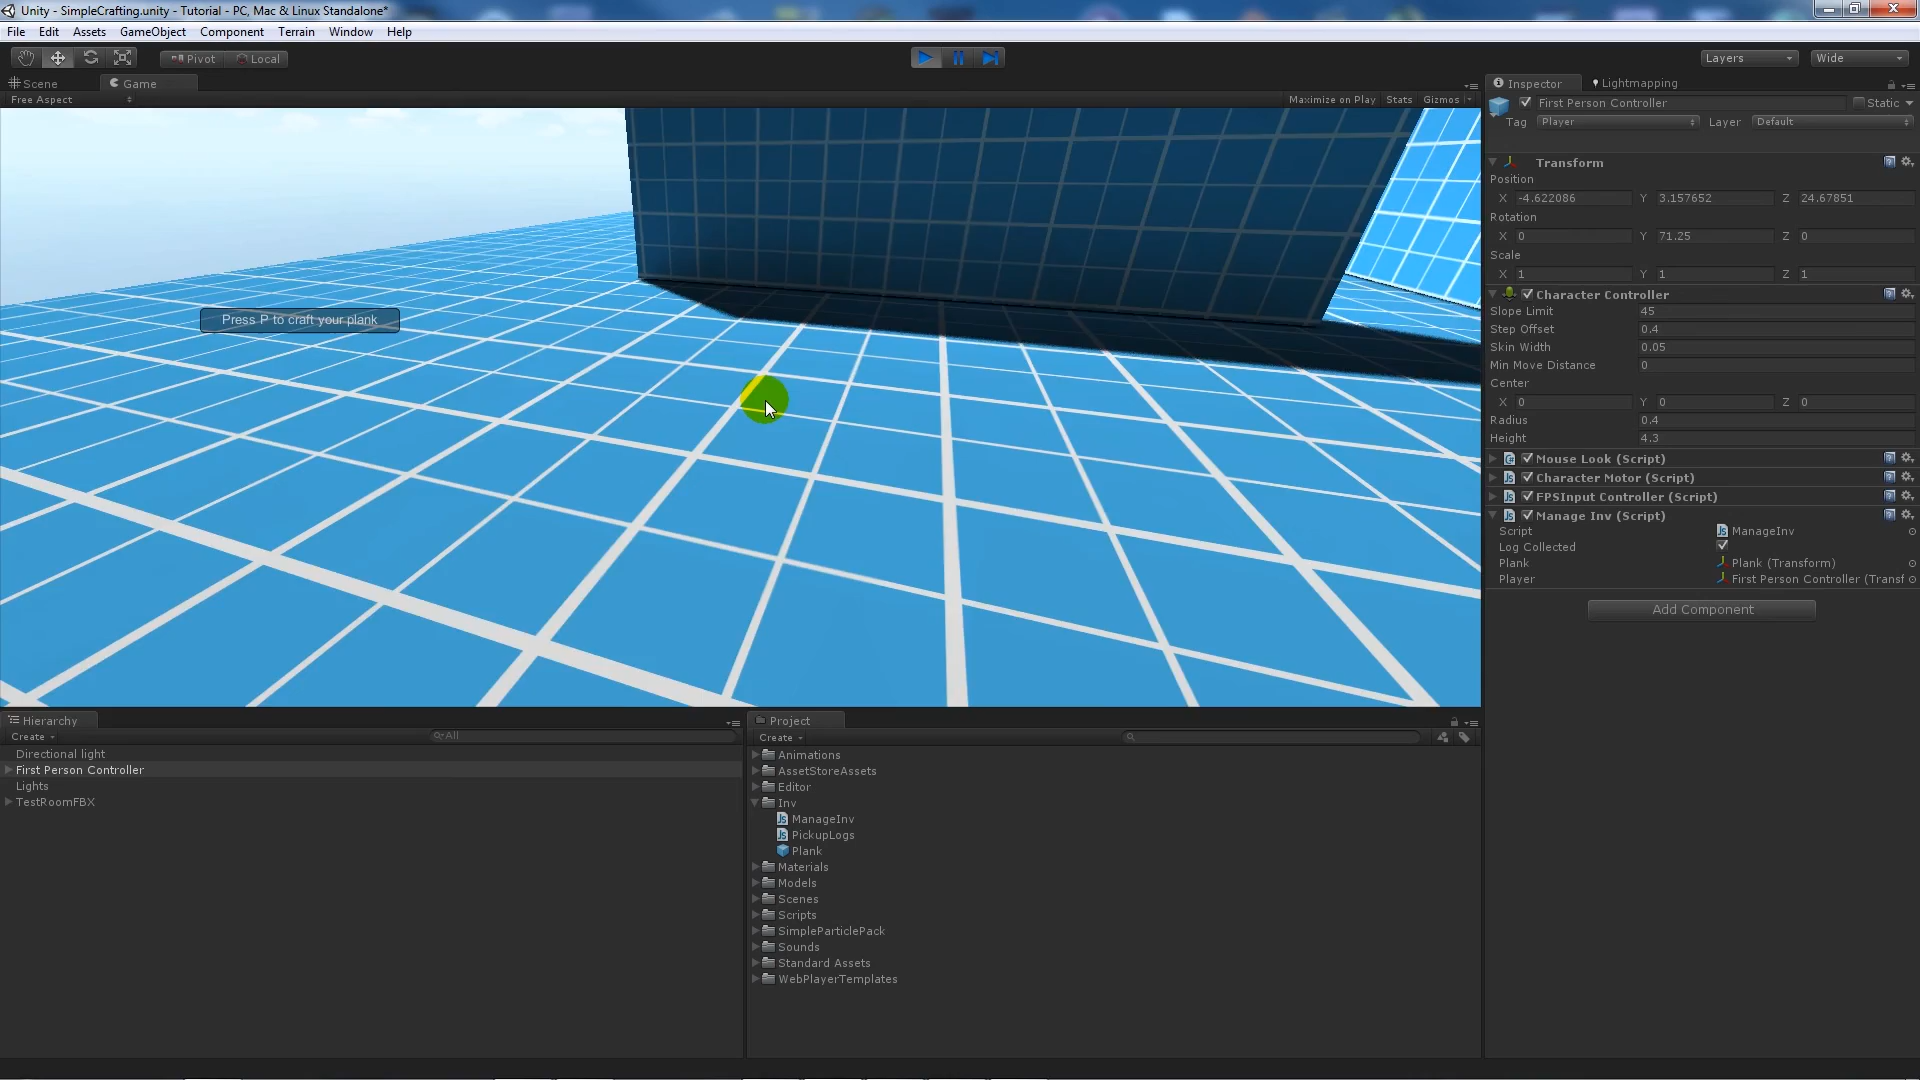 Unity - SimpleCrafting.unity - Tutorial - PC, Mac & Linux Standalone*
File Edit Assets GameObject Component Terrain Window Help
Pivot Local Layers Wide
Scene Game
Free Aspect Maximize on Play Stats Gizmos
Press P to craft your plank
Inspector Lightmapping
First Person Controller Static
Tag Player Layer Default
Transform
Position
X -4.622086 Y 3.157652 Z 24.67851
Rotation
X 0 Y 71.25 Z 0
Scale
X 1 Y 1 Z 1
Character Controller
Slope Limit 45
Step Offset 0.4
Skin Width 0.05
Min Move Distance 0
Center
X 0 Y 0 Z 0
Radius 0.4
Height 4.3
Mouse Look (Script)
Character Motor (Script)
FPSInput Controller (Script)
Manage Inv (Script)
Script ManageInv
Log Collected
Plank Plank (Transform)
Player First Person Controller (Transf
Add Component
Hierarchy
Create All
Directional light
First Person Controller
Lights
TestRoomFBX
Project
Create
Animations
AssetStoreAssets
Editor
Inv
ManageInv
PickupLogs
Plank
Materials
Models
Scenes
Scripts
SimpleParticlePack
Sounds
Standard Assets
WebPlayerTemplates